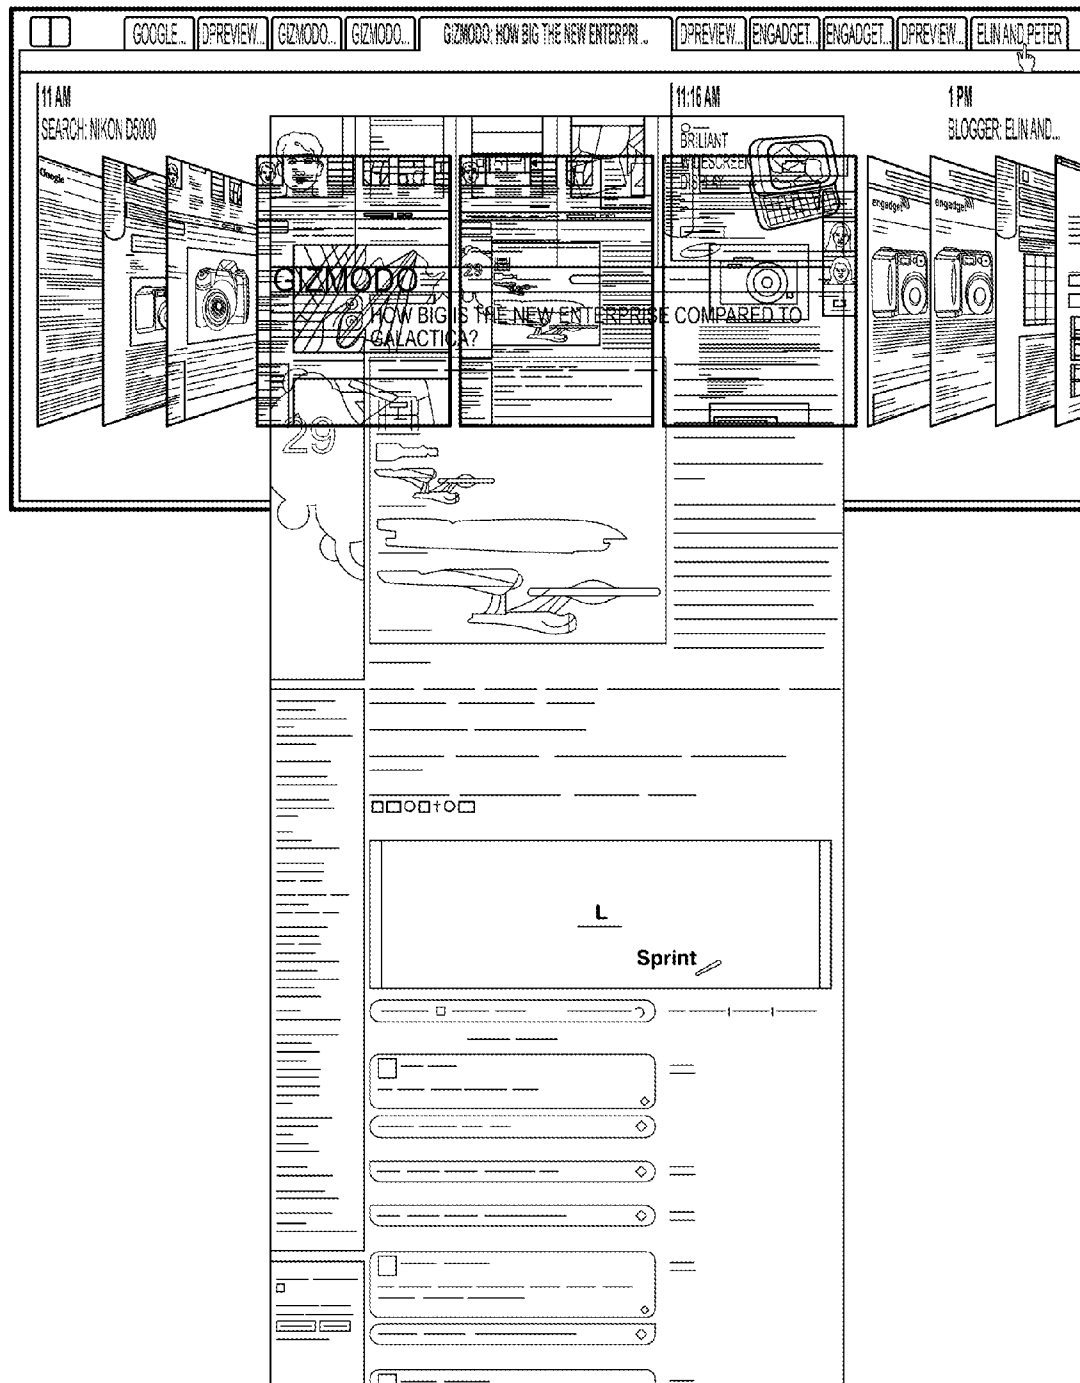 GOOGLE... DPREVIEW... GIZMODO... GIZMODO... GIZMODO: HOW BIG THE NEW ENTERPRI ... DPREVIEW... ENGADGET... ENGADGET... DPREVIEW... ELIN AND PETER
11 AM 11:16 AM 1 PM
SEARCH: NIKON D5000 BLOGGER: ELIN AND...
BRILIANT
WIDESCREEN
DISPLAY
Google
engadget engadget
29
GIZMODO
HOW BIG IS THE NEW ENTERPRISE COMPARED TO
GALACTICA?
29
L
Sprint